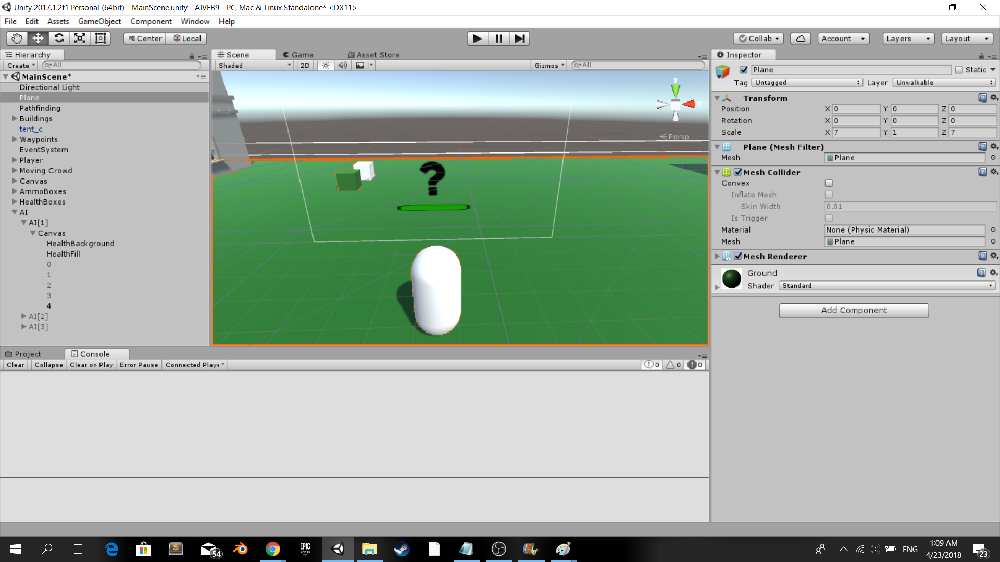 Unity 2017.1.2f1 Personal (64bit) - MainScene.unity - AIVFB9 - PC, Mac & Linux Standalone* <DX11>
File Edit Assets GameObject Component Window Help
Center Local Collab Account Layers Layout
Hierarchy
Create All
MainScene*
Directional Light
Plane
Pathfinding
Buildings
tent_c
Waypoints
EventSystem
Player
Moving Crowd
Canvas
AmmoBoxes
HealthBoxes
AI
AI[1]
Canvas
HealthBackground
HealthFill
0
1
2
3
4
AI[2]
AI[3]
Scene Game Asset Store
Shaded 2D Gizmos All
y
x
Persp
?
Inspector
Plane Static
Tag Untagged Layer Unwalkable
Transform
Position X 0 Y 0 Z 0
Rotation X 0 Y 0 Z 0
Scale X 7 Y 1 Z 7
Plane (Mesh Filter)
Mesh Plane
Mesh Collider
Convex
Inflate Mesh
Skin Width 0.01
Is Trigger
Material None (Physic Material)
Mesh Plane
Mesh Renderer
Ground
Shader Standard
Add Component
Project Console
Clear Collapse Clear on Play Error Pause Connected Playe 0 0 0
54 EPIC GAMES ENG 1:09 AM
4/23/2018 23